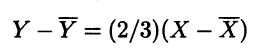 Y − Y̅ = (2/3)(X − X̅)